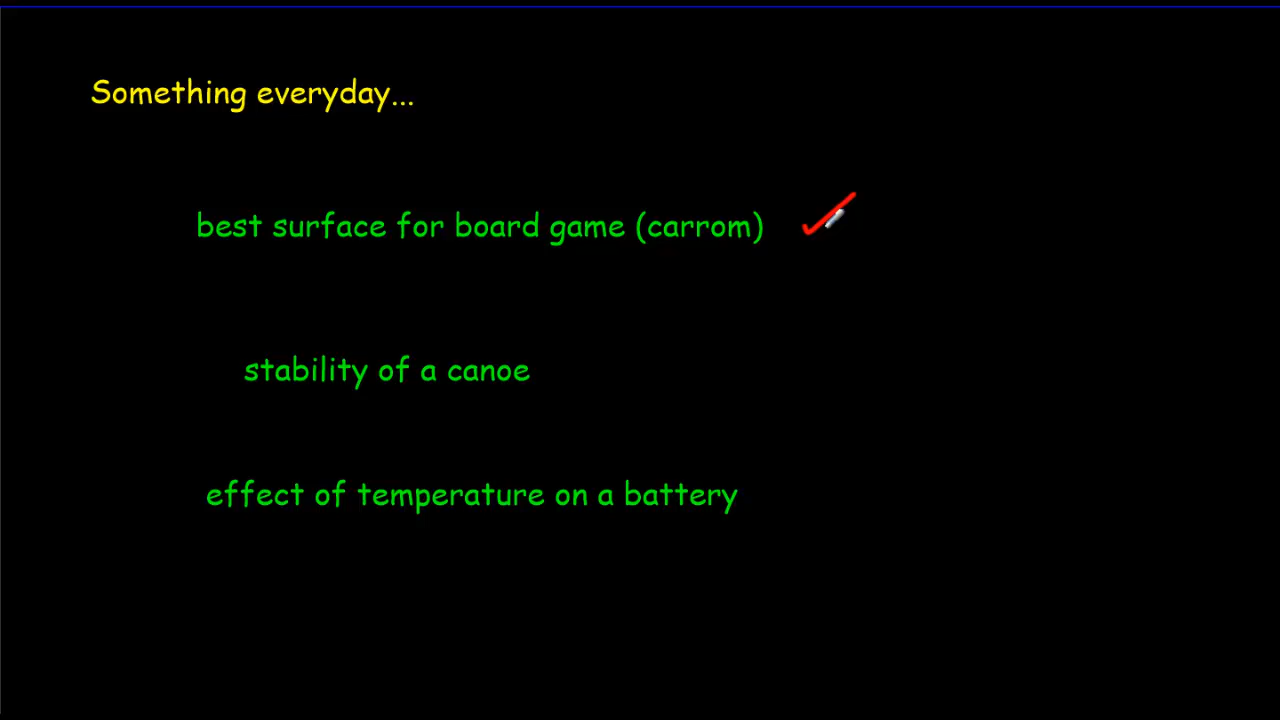 Something everyday...
best surface for board game (carrom)
stability of a canoe
effect of temperature on a battery